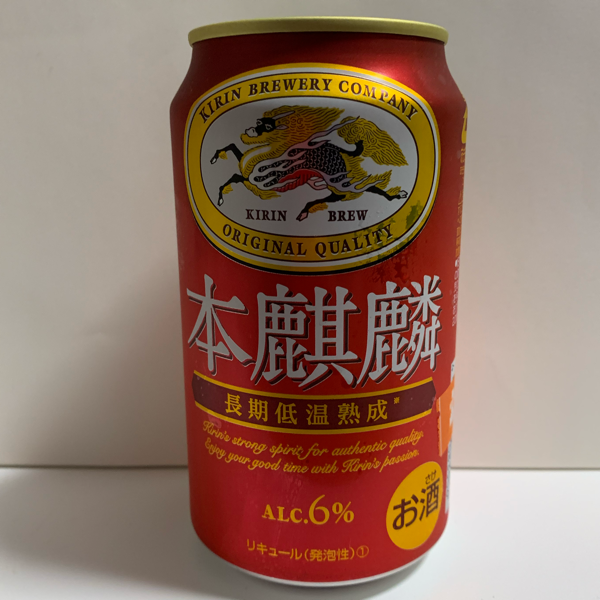 KIRIN BREWERY COMPANY
KIRIN BREW
ORIGINAL QUALITY
本麒麟
長期低温熟成※
Kirin's strong spirit for authentic quality.
Enjoy your good time with Kirin's passion.
ALC.6%
さけ
お酒
リキュール(発泡性)①